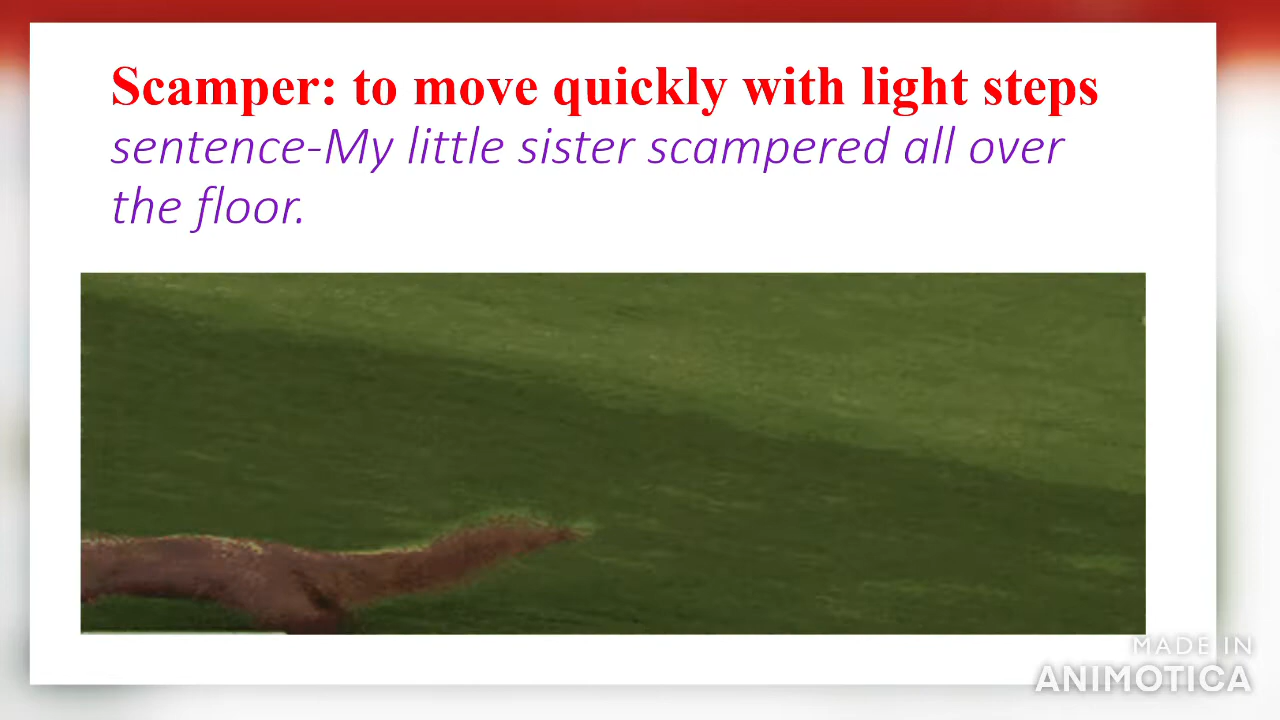 Scamper: to move quickly with light steps
sentence-My little sister scampered all over
the floor.
MADE IN
ANIMOTICA